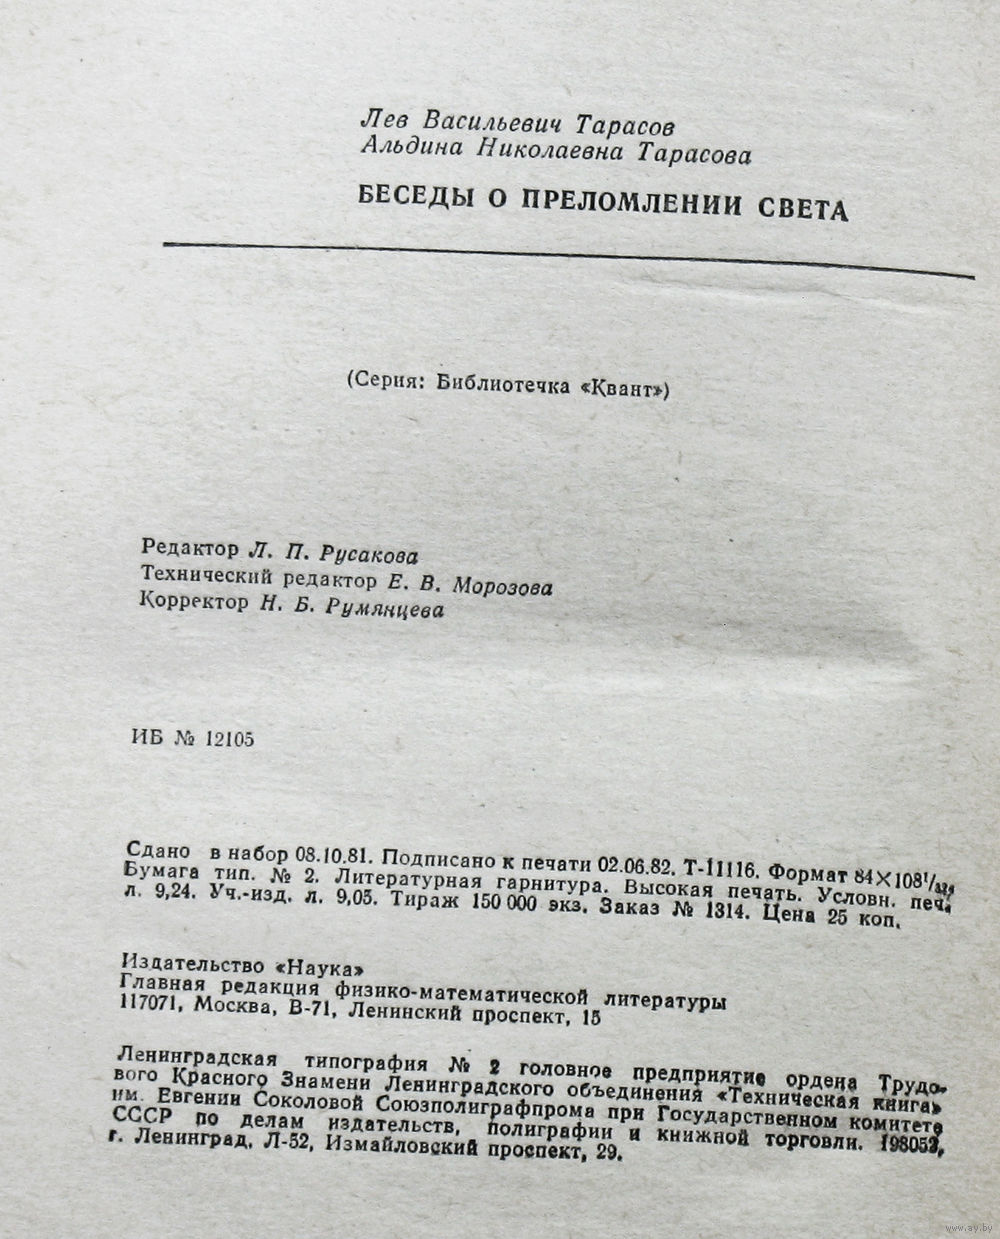 Лев Васильевич Тарасов
Альдина Николаевна Тарасова
БЕСЕДЫ О ПРЕЛОМЛЕНИИ СВЕТА
(Серия: Библиотечка «Квант»)
Редактор Л. П. Русакова
Технический редактор Е. В. Морозова
Корректор Н. Б. Румянцева
ИБ № 12105
Сдано в набор 08.10.81. Подписано к печати 02.06.82. Т-11116. Формат 84×108¹/₃₂.
Бумага тип. № 2. Литературная гарнитура. Высокая печать. Условн. печ.
л. 9,24. Уч.-изд. л. 9,05. Тираж 150 000 экз. Заказ № 1314. Цена 25 коп.
Издательство «Наука»
Главная редакция физико-математической литературы
117071, Москва, В-71, Ленинский проспект, 15
Ленинградская типография № 2 головное предприятие ордена Трудо-
вого Красного Знамени Ленинградского объединения «Техническая книга»
им. Евгении Соколовой Союзполиграфпрома при Государственном комитете
СССР по делам издательств, полиграфии и книжной торговли. 198052,
г. Ленинград, Л-52, Измайловский проспект, 29.
www.ay.by